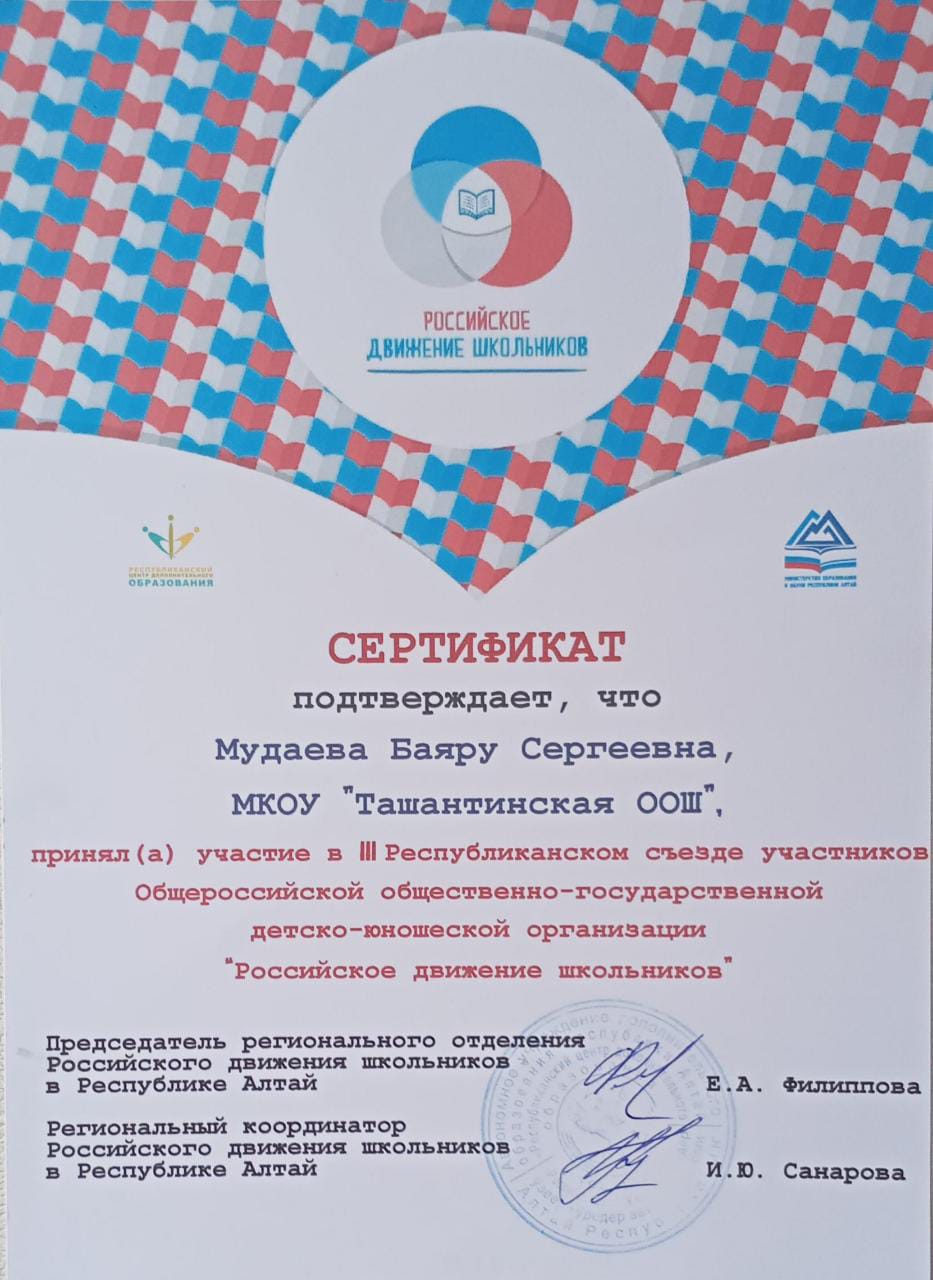 РОССИЙСКОЕ
ДВИЖЕНИЕ ШКОЛЬНИКОВ
РЕСПУБЛИКАНСКИЙ
ЦЕНТР ДОПОЛНИТЕЛЬНОГО
ОБРАЗОВАНИЯ
МИНИСТЕРСТВО ОБРАЗОВАНИЯ
И НАУКИ РЕСПУБЛИКИ АЛТАЙ
СЕРТИФИКАТ
подтверждает, что
Мудаева Баяру Сергеевна,
МКОУ "Ташантинская ООШ",
принял(а) участие в III Республиканском съезде участников
Общероссийской общественно-государственной
детско-юношеской организации
"Российское движение школьников"
Председатель регионального отделения
Российского движения школьников
в Республике Алтай
Е.А. Филиппова
Региональный координатор
Российского движения школьников
в Республике Алтай
И.Ю. Санарова